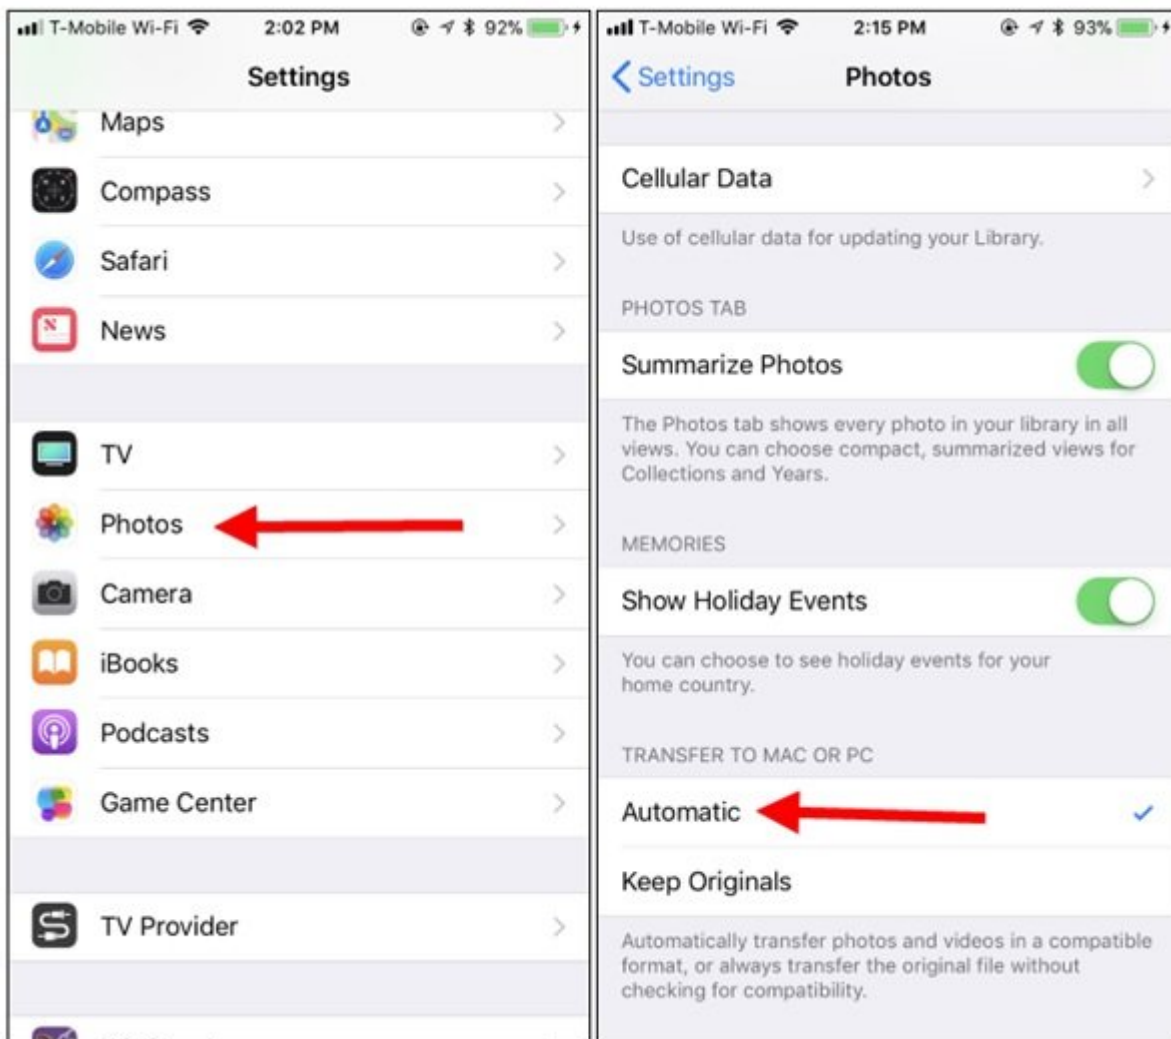 T-Mobile Wi-Fi 2:02 PM 92%
Settings
Maps
Compass
Safari
News
TV
Photos
Camera
iBooks
Podcasts
Game Center
TV Provider
T-Mobile Wi-Fi 2:15 PM 93%
Settings Photos
Cellular Data
Use of cellular data for updating your Library.
PHOTOS TAB
Summarize Photos
The Photos tab shows every photo in your library in all
views. You can choose compact, summarized views for
Collections and Years.
MEMORIES
Show Holiday Events
You can choose to see holiday events for your
home country.
TRANSFER TO MAC OR PC
Automatic
Keep Originals
Automatically transfer photos and videos in a compatible
format, or always transfer the original file without
checking for compatibility.